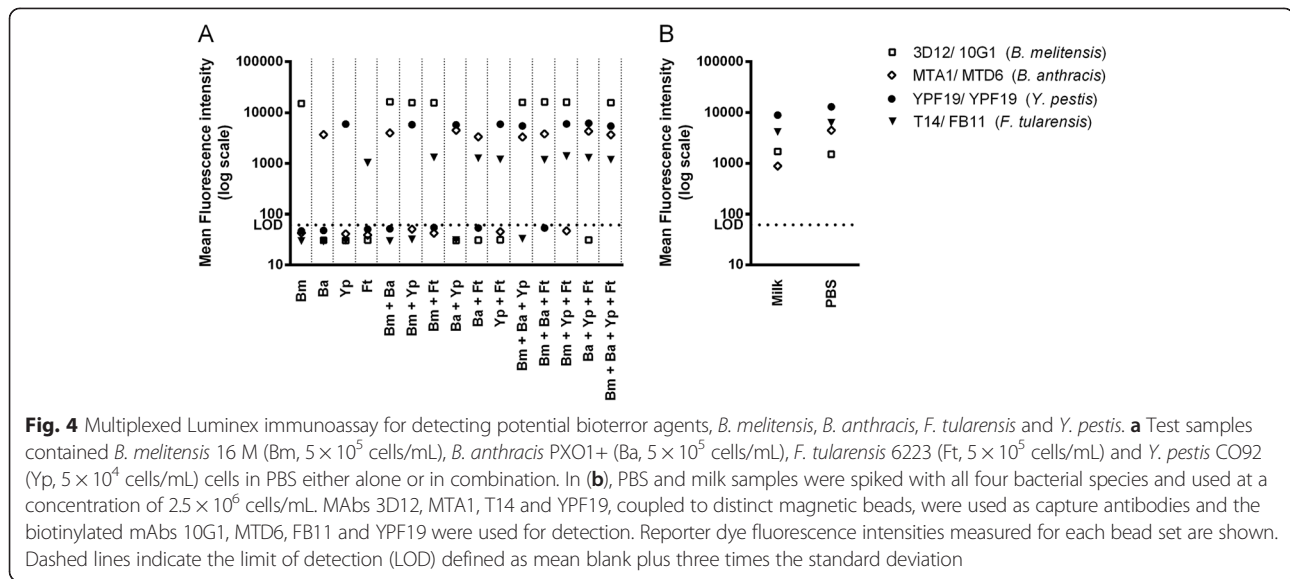 A
Mean Fluorescence intensity
(log scale)
100000
10000
1000
100
LOD
10
Bm
Ba
Yp
Ft
Bm + Ba
Bm + Yp
Bm + Ft
Ba + Yp
Ba + Ft
Yp + Ft
Bm + Ba + Yp
Bm + Ba + Ft
Bm + Yp + Ft
Ba + Yp + Ft
Bm + Ba + Yp + Ft
B
Mean Fluorescence intensity
(log scale)
100000
10000
1000
100
LOD
10
Milk
PBS
3D12/ 10G1 (B. melitensis)
MTA1/ MTD6 (B. anthracis)
YPF19/ YPF19 (Y. pestis)
T14/ FB11 (F. tularensis)
Fig. 4 Multiplexed Luminex immunoassay for detecting potential bioterror agents, B. melitensis, B. anthracis, F. tularensis and Y. pestis. a Test samples
contained B. melitensis 16 M (Bm, 5 × 10⁵ cells/mL), B. anthracis PXO1+ (Ba, 5 × 10⁵ cells/mL), F. tularensis 6223 (Ft, 5 × 10⁵ cells/mL) and Y. pestis CO92
(Yp, 5 × 10⁴ cells/mL) cells in PBS either alone or in combination. In (b), PBS and milk samples were spiked with all four bacterial species and used at a
concentration of 2.5 × 10⁶ cells/mL. MAbs 3D12, MTA1, T14 and YPF19, coupled to distinct magnetic beads, were used as capture antibodies and the
biotinylated mAbs 10G1, MTD6, FB11 and YPF19 were used for detection. Reporter dye fluorescence intensities measured for each bead set are shown.
Dashed lines indicate the limit of detection (LOD) defined as mean blank plus three times the standard deviation